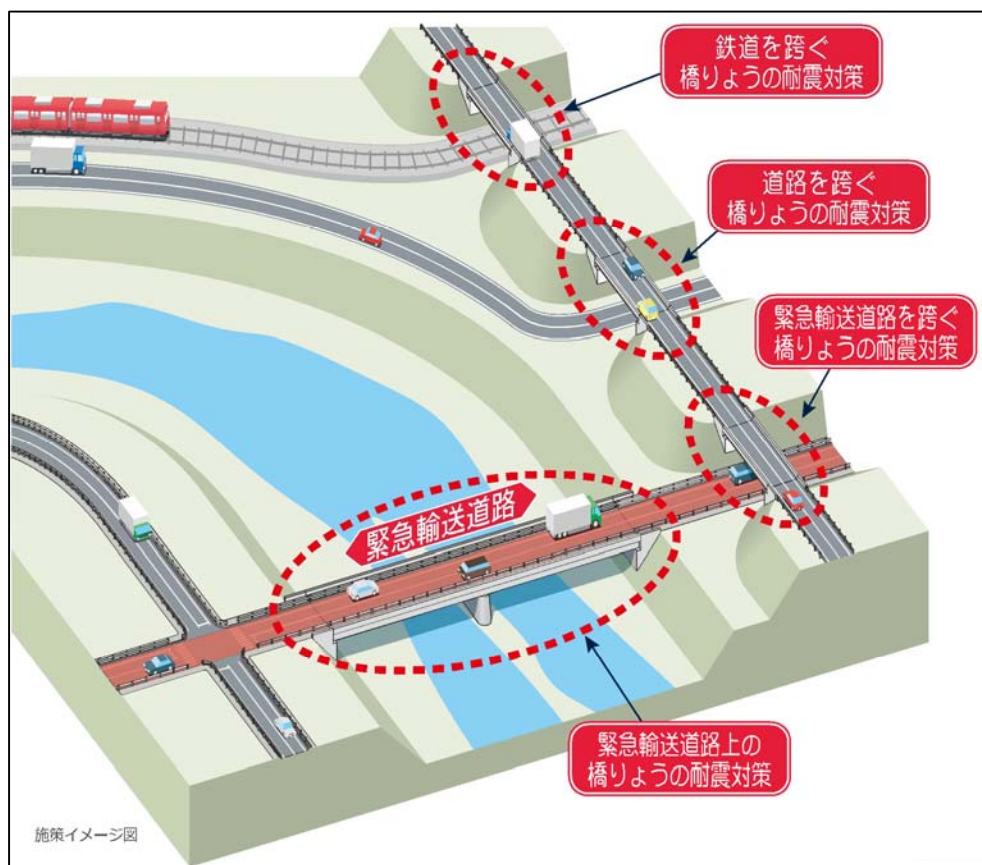 鉄道を跨ぐ
橋りょうの耐震対策
道路を跨ぐ
橋りょうの耐震対策
緊急輸送道路を跨ぐ
橋りょうの耐震対策
緊急輸送道路
緊急輸送道路上の
橋りょうの耐震対策
施策イメージ図